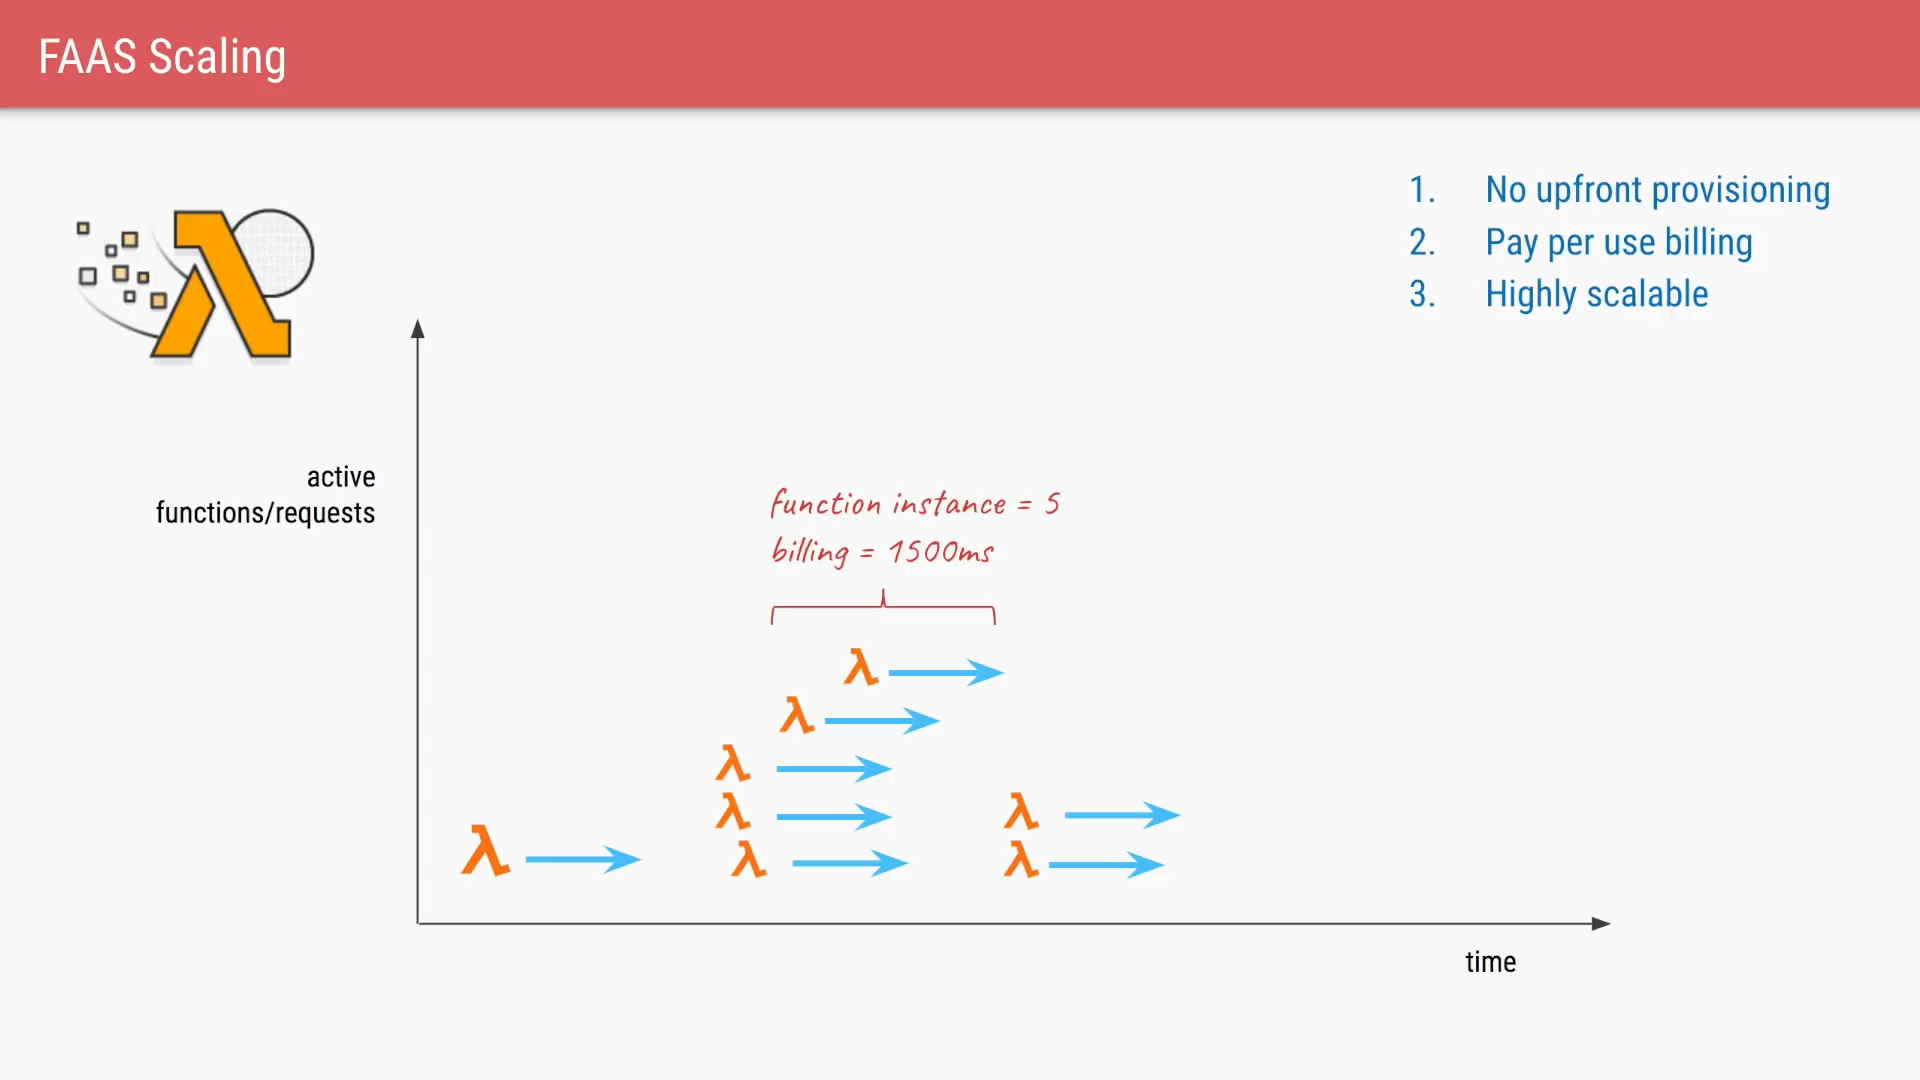 FAAS Scaling
1. No upfront provisioning
2. Pay per use billing
3. Highly scalable
active
functions/requests
function instance = 5
billing = 1500ms
λ
λ
λ
λ
λ
λ
λ
λ
time